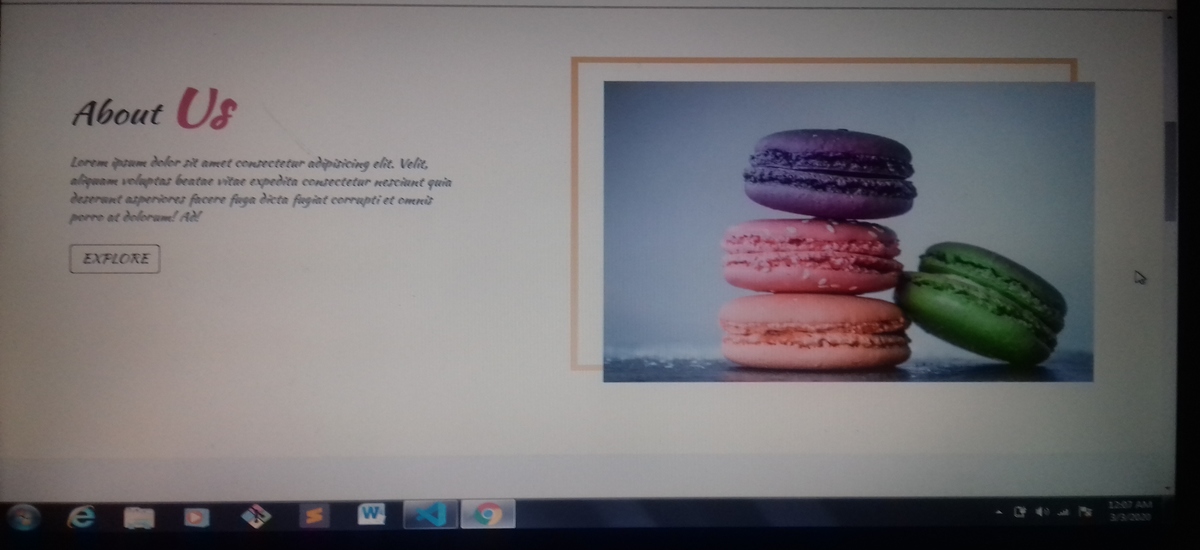 About Us
Lorem ipsum dolor sit amet consectetur adipisicing elit. Velit,
aliquam voluptas beatae vitae expedita consectetur nesciunt quia
deserunt asperiores facere fuga dicta fugiat corrupti et omnis
porro at dolorum! Ad!
EXPLORE
12:07 AM
3/3/2020